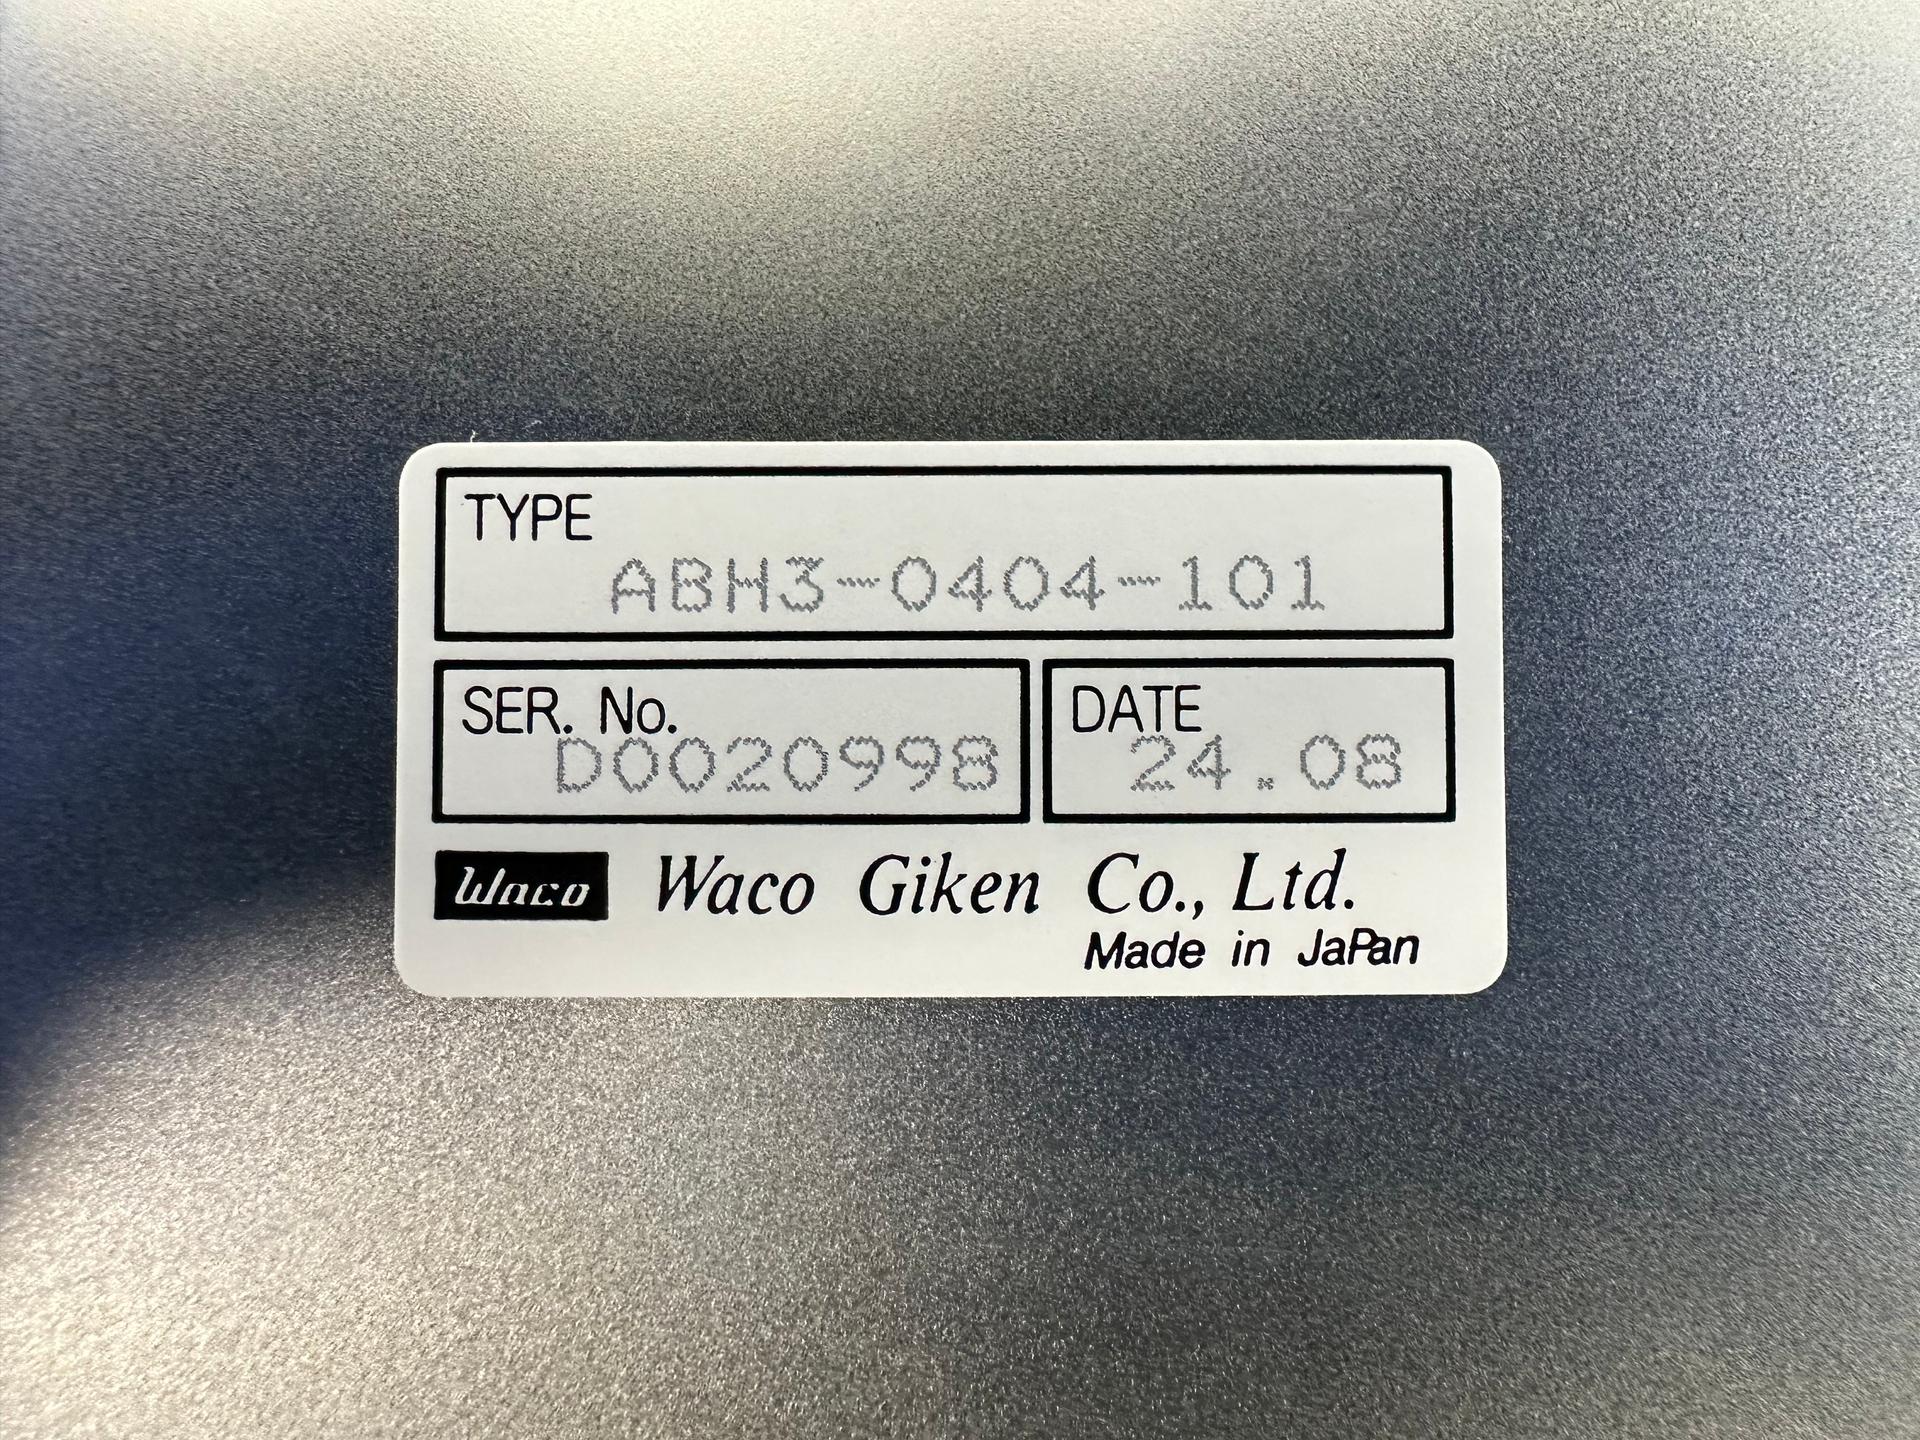 TYPE
ABH3-0404-101
SER. No.
D0020998
DATE
24.08
Waco Waco Giken Co., Ltd.
Made in JaPan